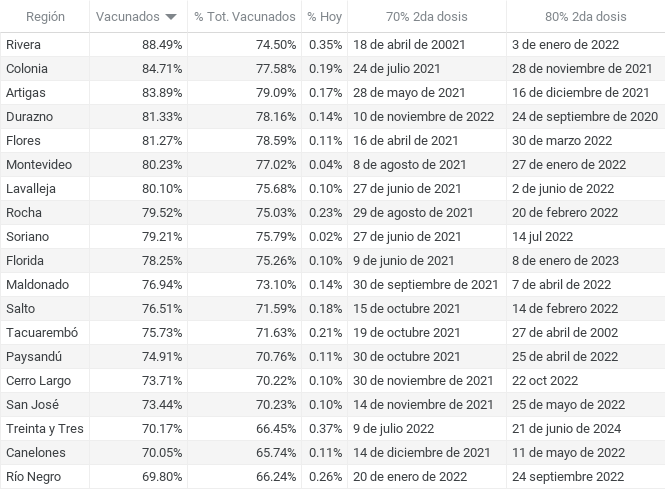 Región Vacunados % Tot. Vacunados % Hoy 70% 2da dosis 80% 2da dosis
Rivera 88.49% 74.50% 0.35% 18 de abril de 20021 3 de enero de 2022
Colonia 84.71% 77.58% 0.19% 24 de julio 2021 28 de noviembre de 2021
Artigas 83.89% 79.09% 0.17% 28 de mayo de 2021 16 de diciembre de 2021
Durazno 81.33% 78.16% 0.14% 10 de noviembre de 2022 24 de septiembre de 2020
Flores 81.27% 78.59% 0.11% 16 de abril de 2021 30 de marzo 2022
Montevideo 80.23% 77.02% 0.04% 8 de agosto de 2021 27 de enero de 2022
Lavalleja 80.10% 75.68% 0.10% 27 de junio de 2021 2 de junio de 2022
Rocha 79.52% 75.03% 0.23% 29 de agosto de 2021 20 de febrero 2022
Soriano 79.21% 75.79% 0.02% 27 de junio de 2021 14 jul 2022
Florida 78.25% 75.26% 0.10% 9 de junio de 2021 8 de enero de 2023
Maldonado 76.94% 73.10% 0.14% 30 de septiembre de 2021 7 de abril de 2022
Salto 76.51% 71.59% 0.18% 15 de octubre 2021 14 de febrero de 2022
Tacuarembó 75.73% 71.63% 0.21% 19 de octubre 2021 27 de abril de 2002
Paysandú 74.91% 70.76% 0.11% 30 de octubre 2021 25 de abril de 2022
Cerro Largo 73.71% 70.22% 0.10% 30 de noviembre de 2021 22 oct 2022
San José 73.44% 70.23% 0.10% 14 de noviembre de 2021 25 de mayo de 2022
Treinta y Tres 70.17% 66.45% 0.37% 9 de julio 2022 21 de junio de 2024
Canelones 70.05% 65.74% 0.11% 14 de diciembre de 2021 11 de mayo de 2022
Río Negro 69.80% 66.24% 0.26% 20 de enero de 2022 24 septiembre 2022